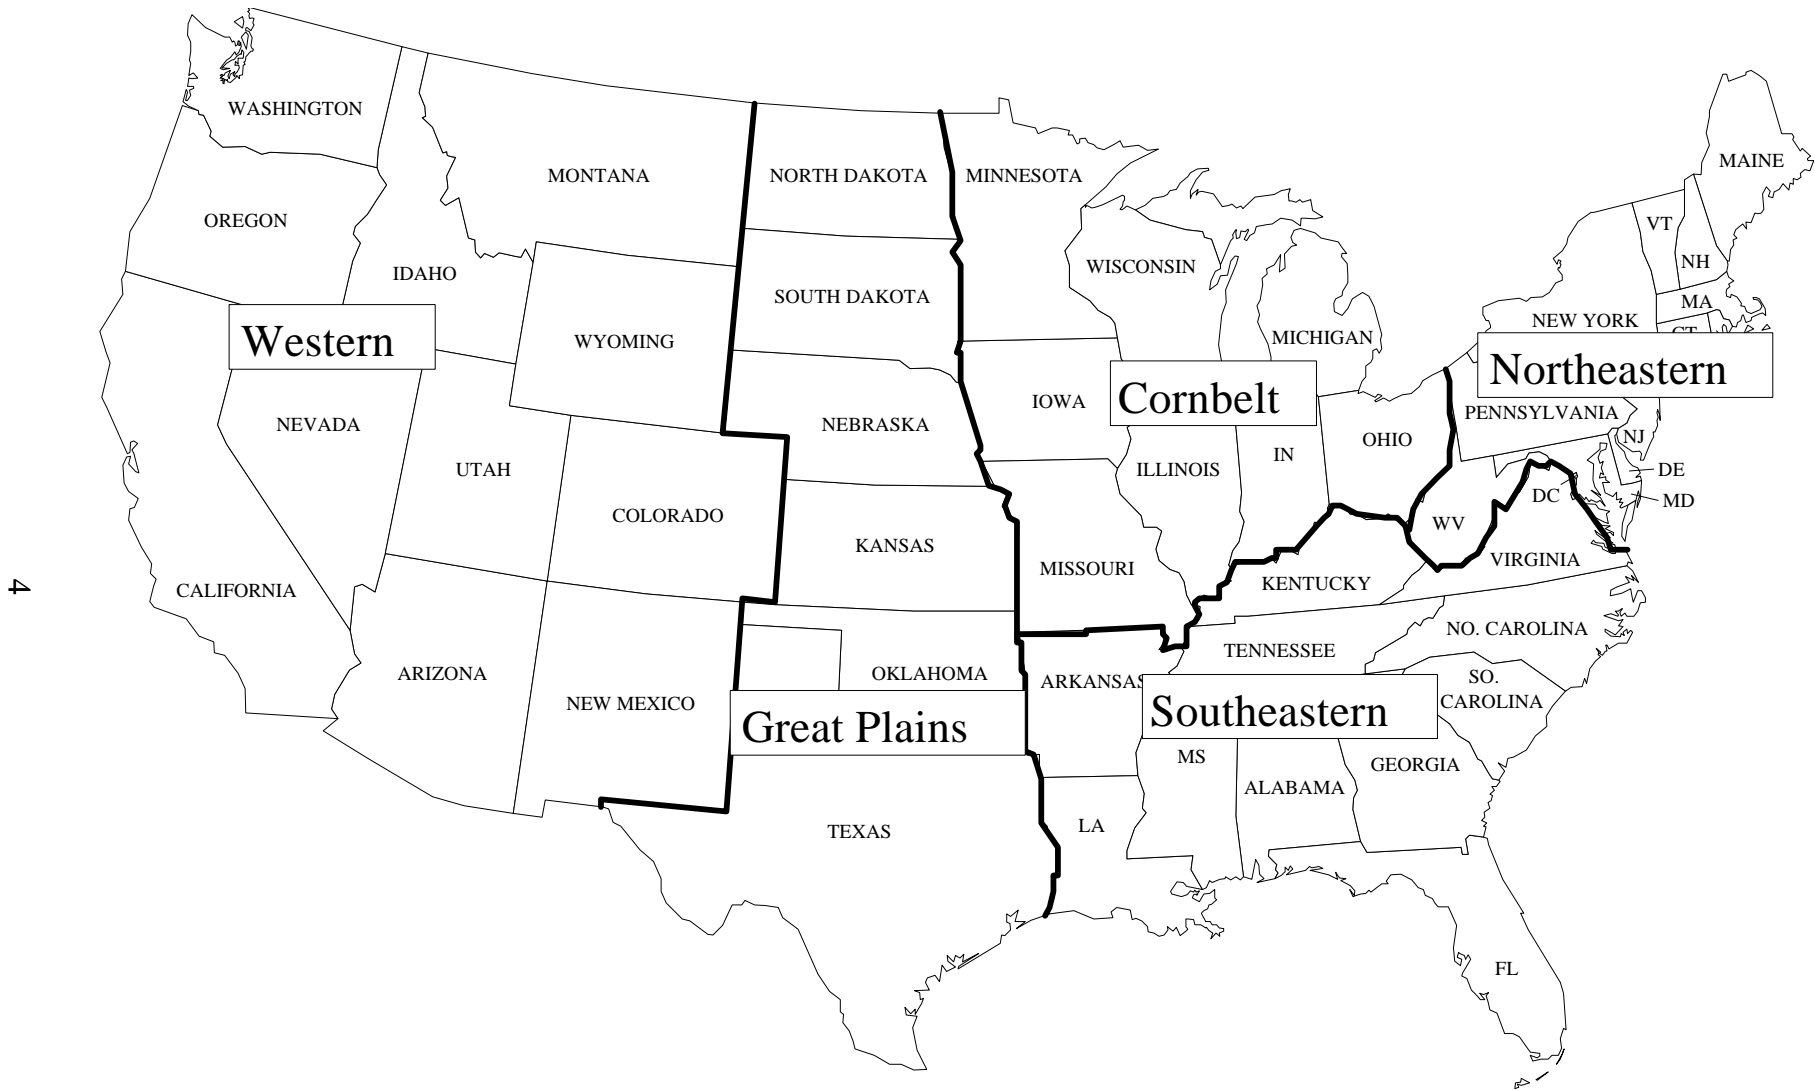 WASHINGTON
MONTANA
NORTH DAKOTA
MINNESOTA
MAINE
OREGON
VT
IDAHO
WISCONSIN
NH
SOUTH DAKOTA
MA
NEW YORK
WYOMING
MICHIGAN
CT
Western
Northeastern
Cornbelt
IOWA
PENNSYLVANIA
NEVADA
NEBRASKA
OHIO
NJ
UTAH
IN
ILLINOIS
DE
DC
MD
COLORADO
WV
KANSAS
VIRGINIA
MISSOURI
KENTUCKY
4
CALIFORNIA
NO. CAROLINA
TENNESSEE
ARIZONA
OKLAHOMA
ARKANSAS
SO.
CAROLINA
NEW MEXICO
Great Plains
Southeastern
MS
GEORGIA
ALABAMA
TEXAS
LA
FL